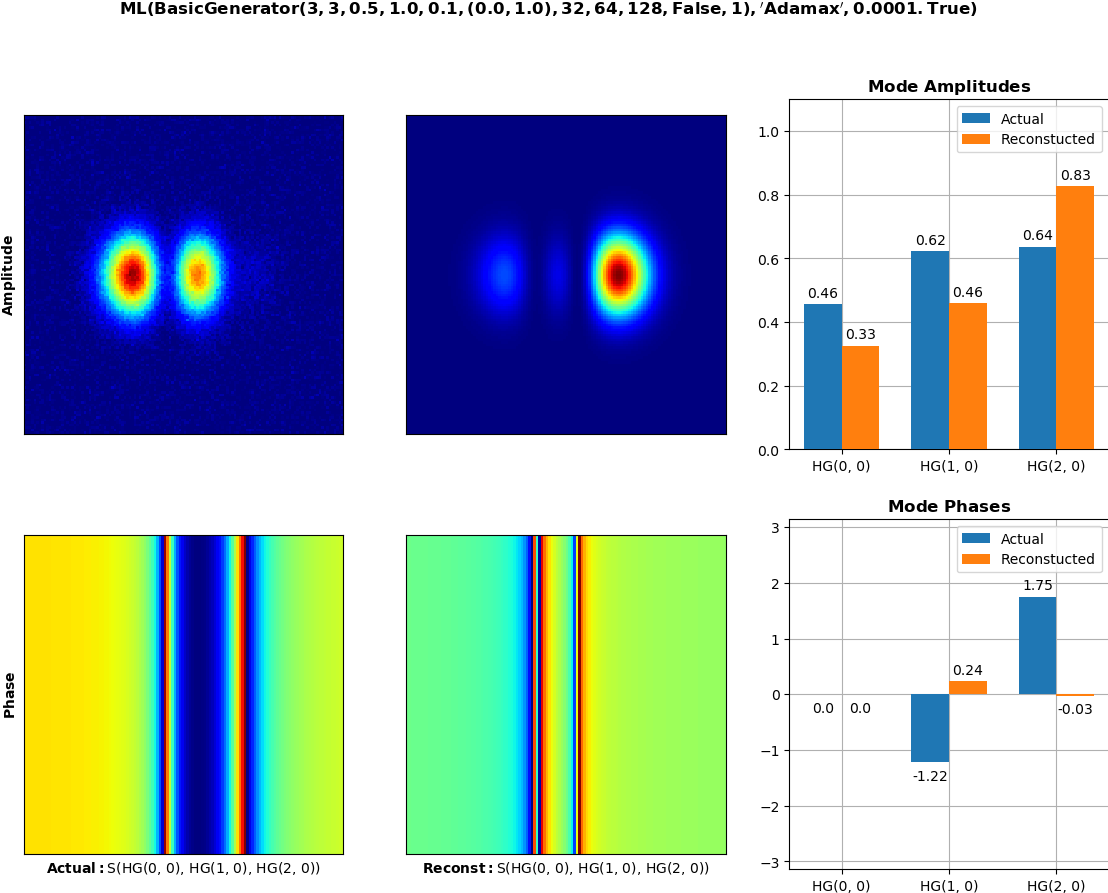 ML(BasicGenerator(3, 3, 0.5, 1.0, 0.1, (0.0, 1.0), 32, 64, 128, False, 1), ′Adamax′, 0.0001. True)
Amplitude
Mode Amplitudes
Actual
Reconstucted
1.0
0.8
0.6
0.4
0.2
0.0
0.46
0.33
0.62
0.46
0.64
0.83
HG(0, 0)
HG(1, 0)
HG(2, 0)
Phase
Actual: S(HG(0, 0), HG(1, 0), HG(2, 0))
Reconst: S(HG(0, 0), HG(1, 0), HG(2, 0))
Mode Phases
Actual
Reconstucted
3
2
1
0
−1
−2
−3
0.0
0.0
-1.22
0.24
1.75
-0.03
HG(0, 0)
HG(1, 0)
HG(2, 0)